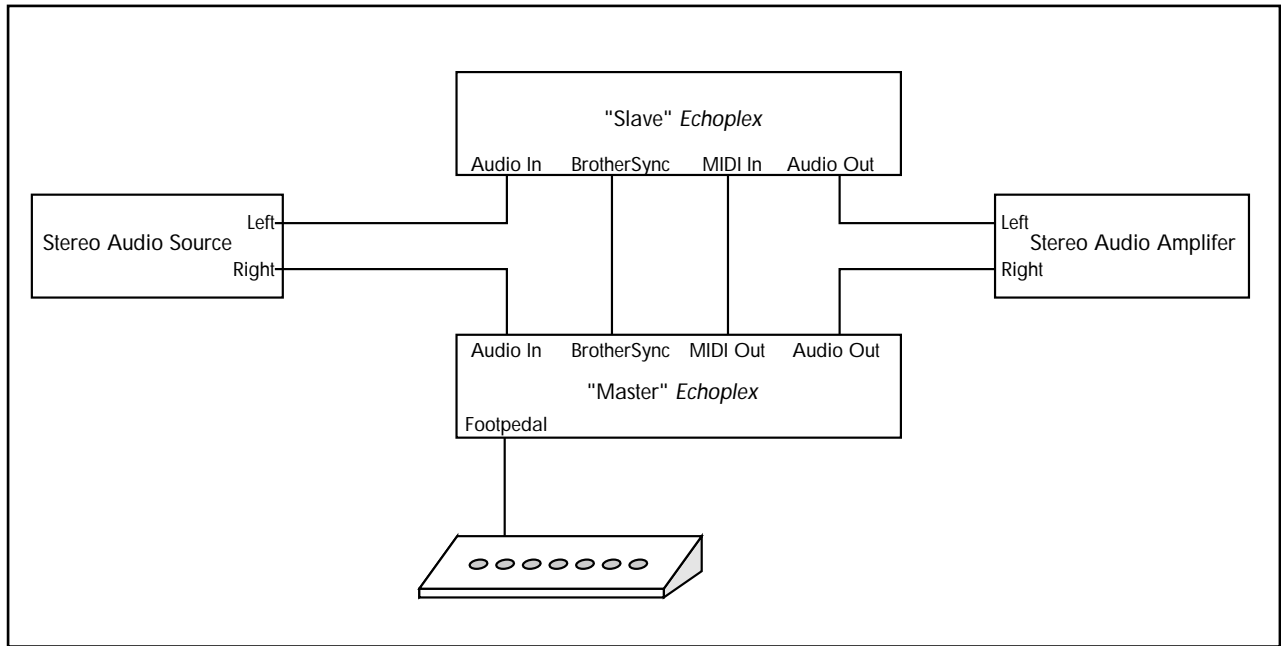 "Slave" Echoplex
Audio In BrotherSync MIDI In Audio Out
Left
Stereo Audio Source
Right
Left
Stereo Audio Amplifer
Right
Audio In BrotherSync MIDI Out Audio Out
"Master" Echoplex
Footpedal